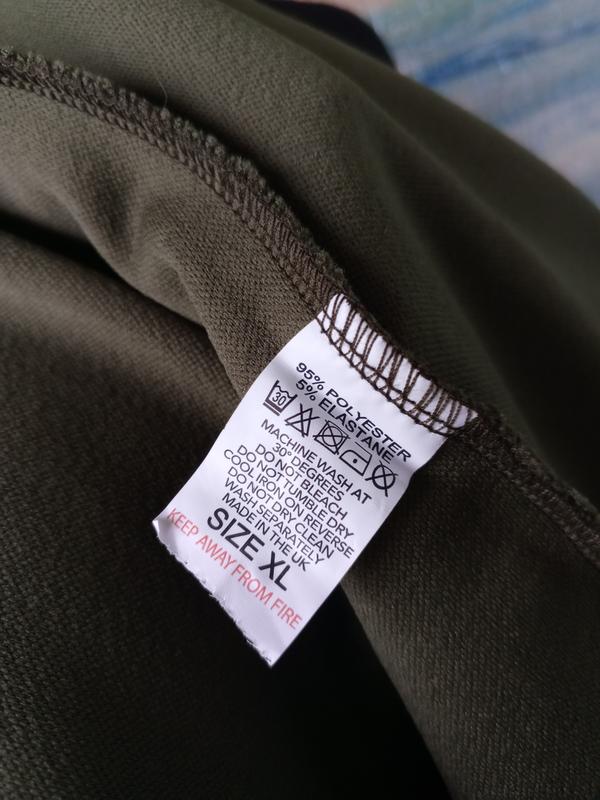 95% POLYESTER
5% ELASTANE
30
MACHINE WASH AT
30° DEGREES
DO NOT BLEACH
DO NOT TUMBLE DRY
COOL IRON ON REVERSE
DO NOT DRY CLEAN
WASH SEPARATELY
MADE IN THE UK
SIZE XL
KEEP AWAY FROM FIRE